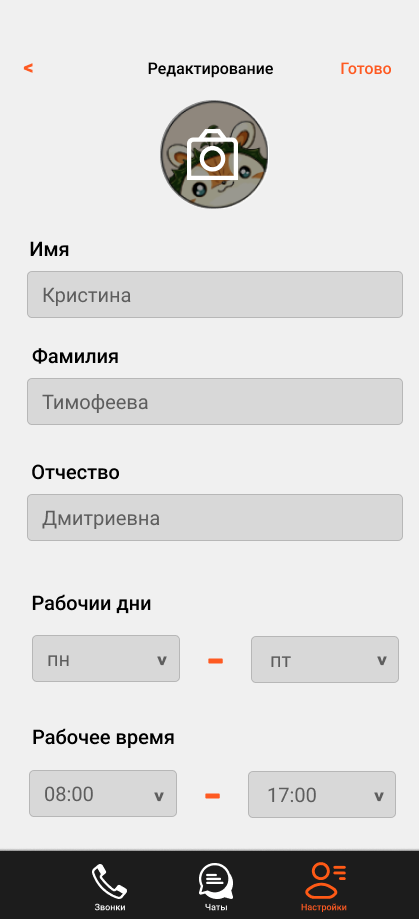 < Редактирование Готово
Имя
Кристина
Фамилия
Тимофеева
Отчество
Дмитриевна
Рабочии дни
пн v – пт v
Рабочее время
08:00 v – 17:00 v
Звонки Чаты Настройки